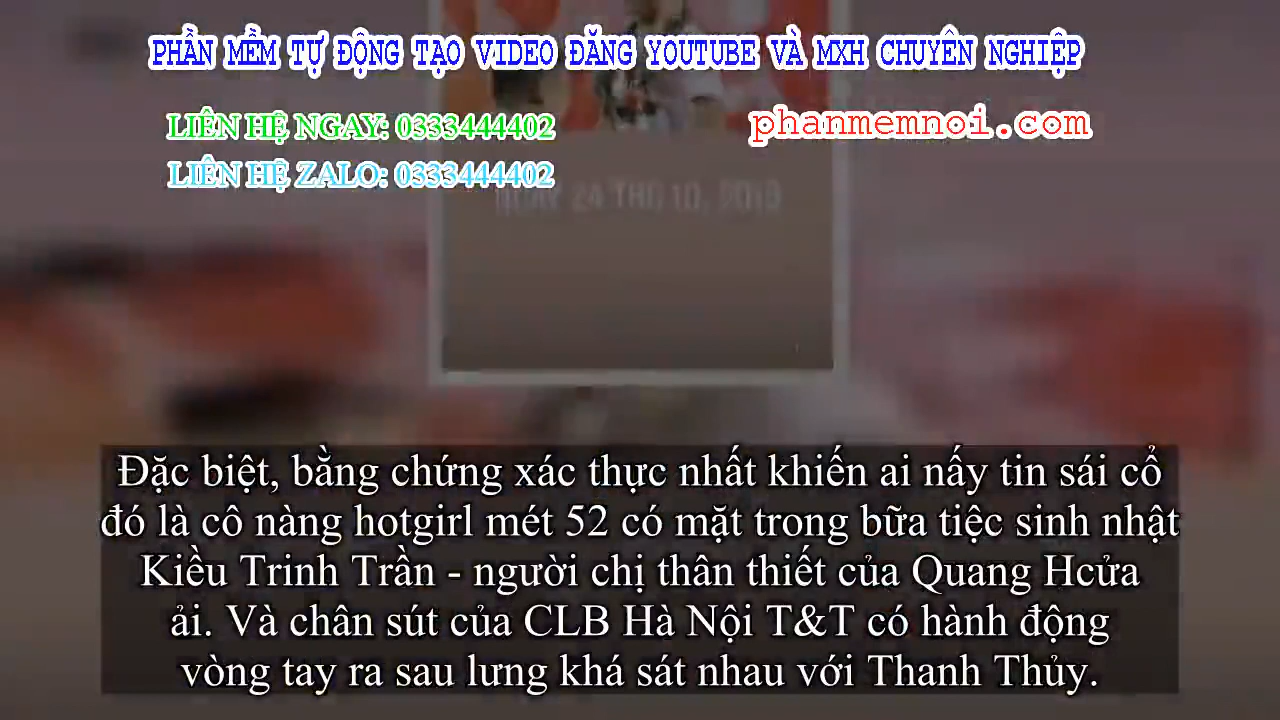 PHẦN MỀM TỰ ĐỘNG TẠO VIDEO ĐĂNG YOUTUBE VÀ MXH CHUYÊN NGHIỆP
LIÊN HỆ NGAY: 0333444402
phanmemnoi.com
LIÊN HỆ ZALO: 0333444402
24 THG 10, 2019
Đặc biệt, bằng chứng xác thực nhất khiến ai nấy tin sái cổ
đó là cô nàng hotgirl mét 52 có mặt trong bữa tiệc sinh nhật
Kiều Trinh Trần - người chị thân thiết của Quang Hcửa
ải. Và chân sút của CLB Hà Nội T&T có hành động
vòng tay ra sau lưng khá sát nhau với Thanh Thủy.